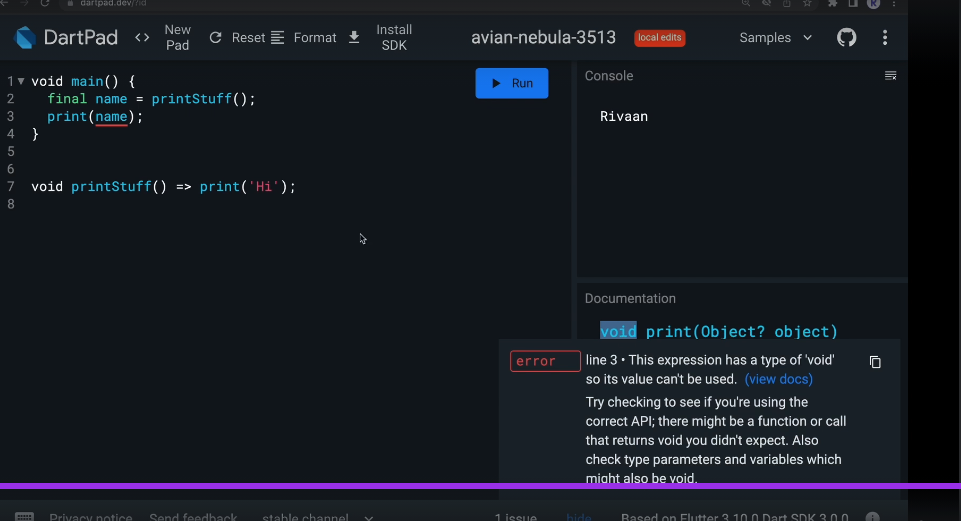 dartpad.dev/?id
DartPad
<> New Pad
Reset
Format
Install SDK
avian-nebula-3513
local edits
Samples
1 void main() {
2 final name = printStuff();
3 print(name);
4 }
5
6
7 void printStuff() => print('Hi');
8
Run
Console
Rivaan
Documentation
void print(Object? object)
error
line 3 • This expression has a type of 'void'
so its value can't be used. (view docs)
Try checking to see if you're using the
correct API; there might be a function or call
that returns void you didn't expect. Also
check type parameters and variables which
might also be void.
Privacy notice
Send feedback
stable channel
1 issue
hide
Based on Flutter 3.10.0 Dart SDK 3.0.0